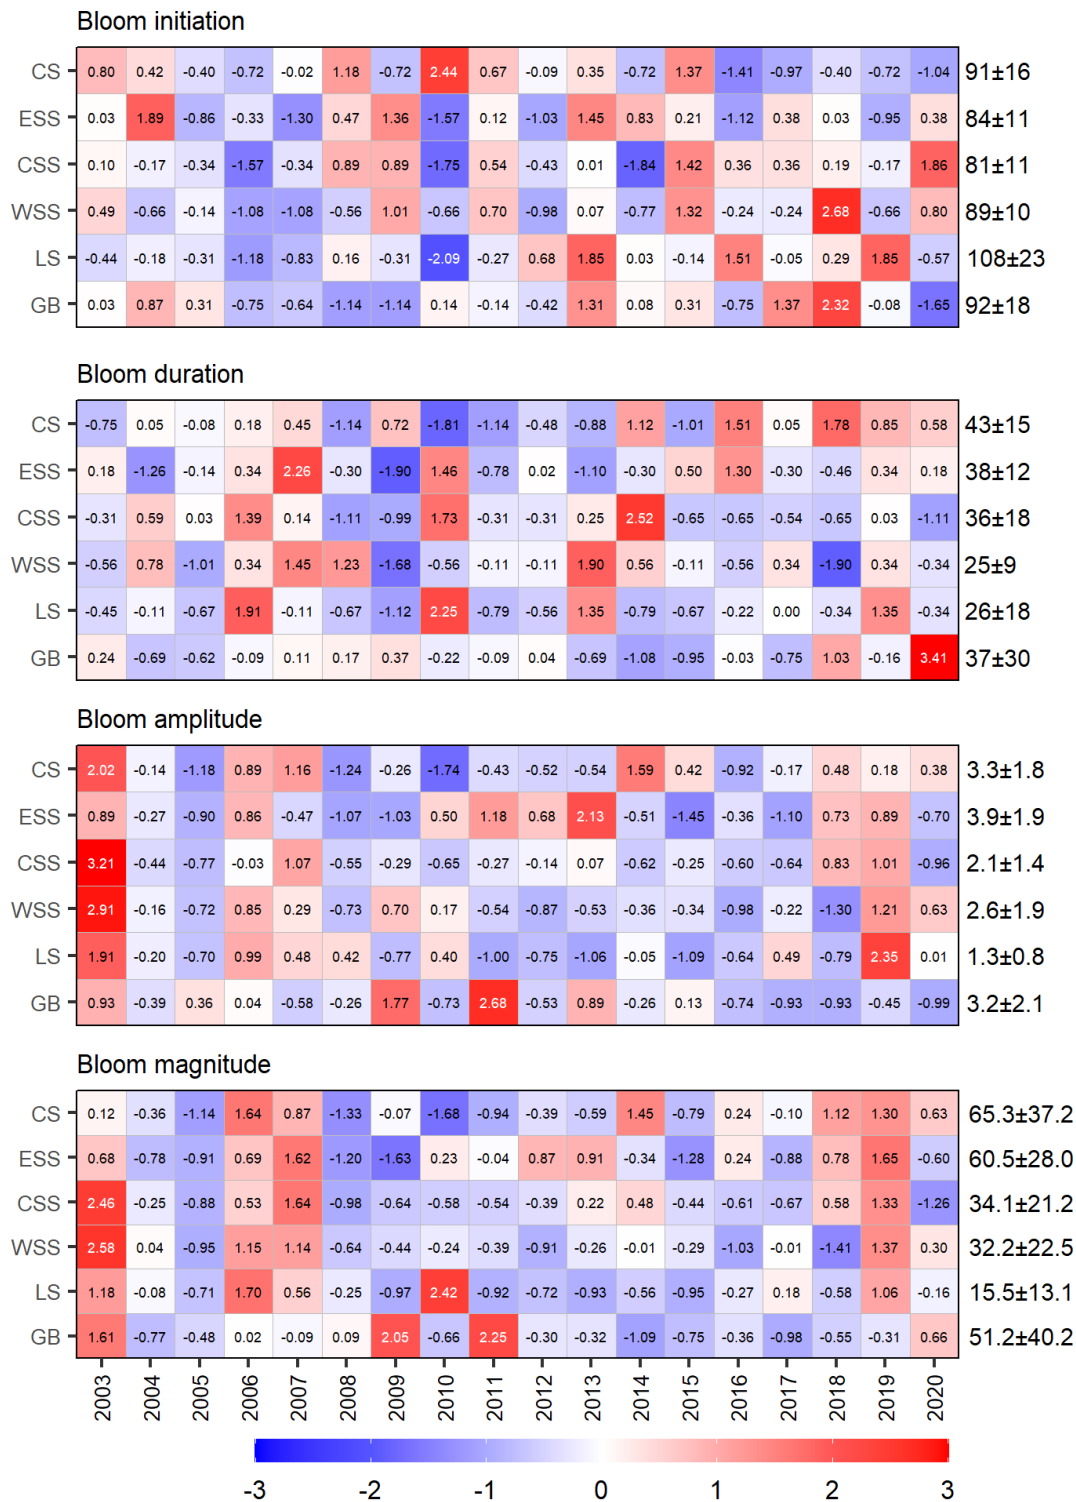 Bloom initiation
CS 0.80 0.42 -0.40 -0.72 -0.02 1.18 -0.72 2.44 0.67 -0.09 0.35 -0.72 1.37 -1.41 -0.97 -0.40 -0.72 -1.04 91±16
ESS 0.03 1.89 -0.86 -0.33 -1.30 0.47 1.36 -1.57 0.12 -1.03 1.45 0.83 0.21 -1.12 0.38 0.03 -0.95 0.38 84±11
CSS 0.10 -0.17 -0.34 -1.57 -0.34 0.89 0.89 -1.75 0.54 -0.43 0.01 -1.84 1.42 0.36 0.36 0.19 -0.17 1.86 81±11
WSS 0.49 -0.66 -0.14 -1.08 -1.08 -0.56 1.01 -0.66 0.70 -0.98 0.07 -0.77 1.32 -0.24 -0.24 2.68 -0.66 0.80 89±10
LS -0.44 -0.18 -0.31 -1.18 -0.83 0.16 -0.31 -2.09 -0.27 0.68 1.85 0.03 -0.14 1.51 -0.05 0.29 1.85 -0.57 108±23
GB 0.03 0.87 0.31 -0.75 -0.64 -1.14 -1.14 0.14 -0.14 -0.42 1.31 0.08 0.31 -0.75 1.37 2.32 -0.08 -1.65 92±18
Bloom duration
CS -0.75 0.05 -0.08 0.18 0.45 -1.14 0.72 -1.81 -1.14 -0.48 -0.88 1.12 -1.01 1.51 0.05 1.78 0.85 0.58 43±15
ESS 0.18 -1.26 -0.14 0.34 2.26 -0.30 -1.90 1.46 -0.78 0.02 -1.10 -0.30 0.50 1.30 -0.30 -0.46 0.34 0.18 38±12
CSS -0.31 0.59 0.03 1.39 0.14 -1.11 -0.99 1.73 -0.31 -0.31 0.25 2.52 -0.65 -0.65 -0.54 -0.65 0.03 -1.11 36±18
WSS -0.56 0.78 -1.01 0.34 1.45 1.23 -1.68 -0.56 -0.11 -0.11 1.90 0.56 -0.11 -0.56 0.34 -1.90 0.34 -0.34 25±9
LS -0.45 -0.11 -0.67 1.91 -0.11 -0.67 -1.12 2.25 -0.79 -0.56 1.35 -0.79 -0.67 -0.22 0.00 -0.34 1.35 -0.34 26±18
GB 0.24 -0.69 -0.62 -0.09 0.11 0.17 0.37 -0.22 -0.09 0.04 -0.69 -1.08 -0.95 -0.03 -0.75 1.03 -0.16 3.41 37±30
Bloom amplitude
CS 2.02 -0.14 -1.18 0.89 1.16 -1.24 -0.26 -1.74 -0.43 -0.52 -0.54 1.59 0.42 -0.92 -0.17 0.48 0.18 0.38 3.3±1.8
ESS 0.89 -0.27 -0.90 0.86 -0.47 -1.07 -1.03 0.50 1.18 0.68 2.13 -0.51 -1.45 -0.36 -1.10 0.73 0.89 -0.70 3.9±1.9
CSS 3.21 -0.44 -0.77 -0.03 1.07 -0.55 -0.29 -0.65 -0.27 -0.14 0.07 -0.62 -0.25 -0.60 -0.64 0.83 1.01 -0.96 2.1±1.4
WSS 2.91 -0.16 -0.72 0.85 0.29 -0.73 0.70 0.17 -0.54 -0.87 -0.53 -0.36 -0.34 -0.98 -0.22 -1.30 1.21 0.63 2.6±1.9
LS 1.91 -0.20 -0.70 0.99 0.48 0.42 -0.77 0.40 -1.00 -0.75 -1.06 -0.05 -1.09 -0.64 0.49 -0.79 2.35 0.01 1.3±0.8
GB 0.93 -0.39 0.36 0.04 -0.58 -0.26 1.77 -0.73 2.68 -0.53 0.89 -0.26 0.13 -0.74 -0.93 -0.93 -0.45 -0.99 3.2±2.1
Bloom magnitude
CS 0.12 -0.36 -1.14 1.64 0.87 -1.33 -0.07 -1.68 -0.94 -0.39 -0.59 1.45 -0.79 0.24 -0.10 1.12 1.30 0.63 65.3±37.2
ESS 0.68 -0.78 -0.91 0.69 1.62 -1.20 -1.63 0.23 -0.04 0.87 0.91 -0.34 -1.28 0.24 -0.88 0.78 1.65 -0.60 60.5±28.0
CSS 2.46 -0.25 -0.88 0.53 1.64 -0.98 -0.64 -0.58 -0.54 -0.39 0.22 0.48 -0.44 -0.61 -0.67 0.58 1.33 -1.26 34.1±21.2
WSS 2.58 0.04 -0.95 1.15 1.14 -0.64 -0.44 -0.24 -0.39 -0.91 -0.26 -0.01 -0.29 -1.03 -0.01 -1.41 1.37 0.30 32.2±22.5
LS 1.18 -0.08 -0.71 1.70 0.56 -0.25 -0.97 2.42 -0.92 -0.72 -0.93 -0.56 -0.95 -0.27 0.18 -0.58 1.06 -0.16 15.5±13.1
GB 1.61 -0.77 -0.48 0.02 -0.09 0.09 2.05 -0.66 2.25 -0.30 -0.32 -1.09 -0.75 -0.36 -0.98 -0.55 -0.31 0.66 51.2±40.2
2003 2004 2005 2006 2007 2008 2009 2010 2011 2012 2013 2014 2015 2016 2017 2018 2019 2020
-3 -2 -1 0 1 2 3